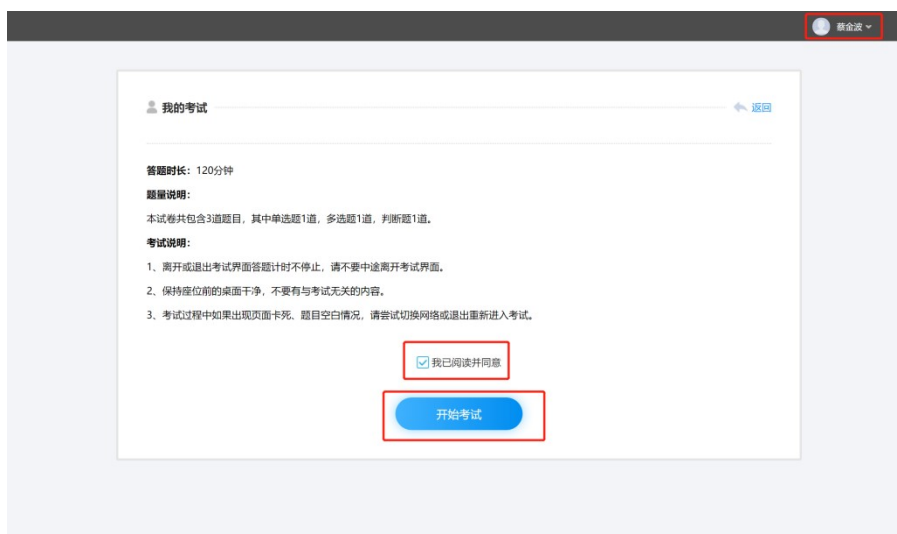 蔡金波
我的考试
返回
答题时长：120分钟
题量说明：
本试卷共包含3道题目，其中单选题1道，多选题1道，判断题1道。
考试说明：
1、离开或退出考试界面答题计时不停止，请不要中途离开考试界面。
2、保持座位前的桌面干净，不要有与考试无关的内容。
3、考试过程中如果出现页面卡死、题目空白情况，请尝试切换网络或退出重新进入考试。
我已阅读并同意
开始考试